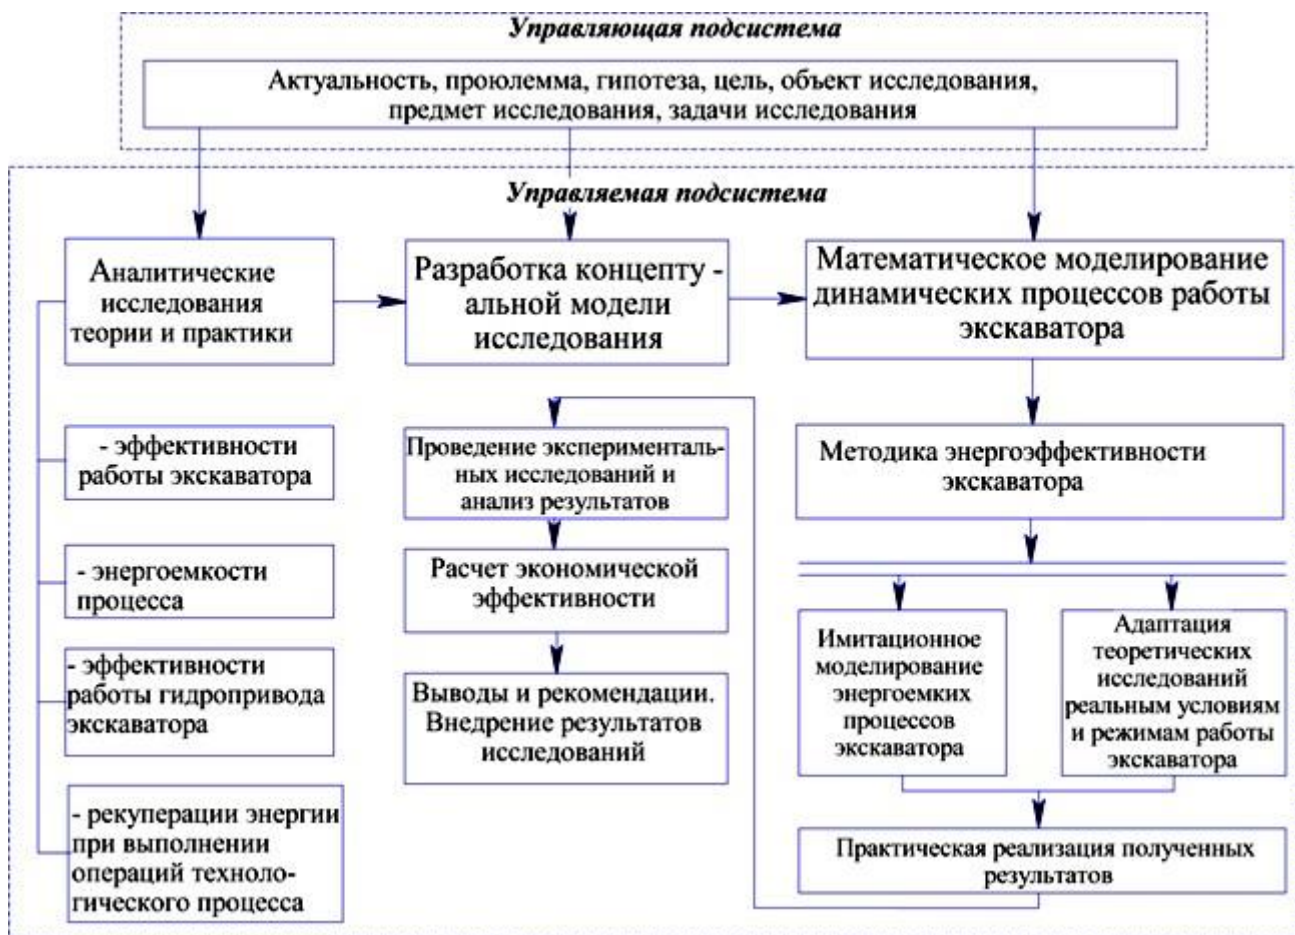 Управляющая подсистема
Актуальность, проюлемма, гипотеза, цель, объект исследования,
предмет исследования, задачи исследования
Управляемая подсистема
Аналитические
исследования
теории и практики
Разработка концепту -
альной модели
исследования
Математическое моделирование
динамических процессов работы
экскаватора
- эффективности
работы экскаватора
- энергоемкости
процесса
- эффективности
работы гидропривода
экскаватора
- рекуперации энергии
при выполнении
операций техноло-
гического процесса
Проведение эксперименталь-
ных исследований и
анализ результатов
Расчет экономической
эффективности
Выводы и рекомендации.
Внедрение результатов
исследований
Методика энергоэффективности
экскаватора
Имитационное
моделирование
энергоемких
процессов
экскаватора
Адаптация
теоретических
исследований
реальным условиям
и режимам работы
экскаватора
Практическая реализация полученных
результатов